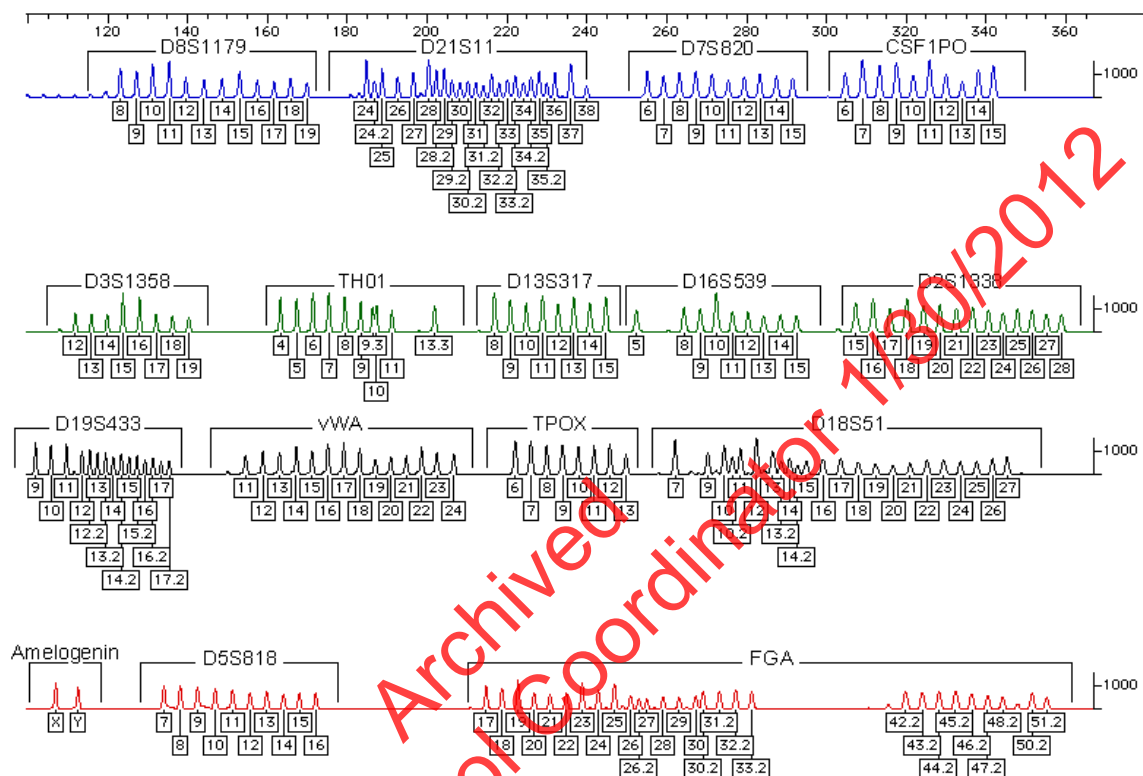 120 140 160 180 200 220 240 260 280 300 320 340 360
D8S1179 D21S11 D7S820 CSF1PO
1000
8 10 12 14 16 18 24 26 28 30 32 34 36 38 6 8 10 12 14 6 8 10 12 14
9 11 13 15 17 19 24.2 27 29 31 33 35 37 7 9 11 13 15 7 9 11 13 15
25 28.2 31.2 34.2
29.2 32.2 35.2
30.2 33.2
D3S1358 TH01 D13S317 D16S539 D2S1338
1000
12 14 16 18 4 6 8 9.3 13.3 8 10 12 14 5 8 10 12 14 15 17 19 21 23 25 27
13 15 17 19 5 7 9 11 9 11 13 15 9 11 13 15 16 18 20 22 24 26 28
10
D19S433 vWA TPOX D18S51
1000
9 11 13 15 17 11 13 15 17 19 21 23 6 8 10 12 7 9 11 13 15 17 19 21 23 25 27
10 12 14 16 12 14 16 18 20 22 24 7 9 11 13 10 12 14 16 18 20 22 24 26
12.2 15.2 10.2 13.2
13.2 16.2 14.2
14.2 17.2
Amelogenin D5S818 FGA
1000
X Y 7 9 11 13 15 17 19 21 23 25 27 29 31.2 42.2 45.2 48.2 51.2
8 10 12 14 16 18 20 22 24 26 28 30 32.2 43.2 46.2 50.2
26.2 30.2 33.2 44.2 47.2
Archived
ol Coordinator 1/30/2012